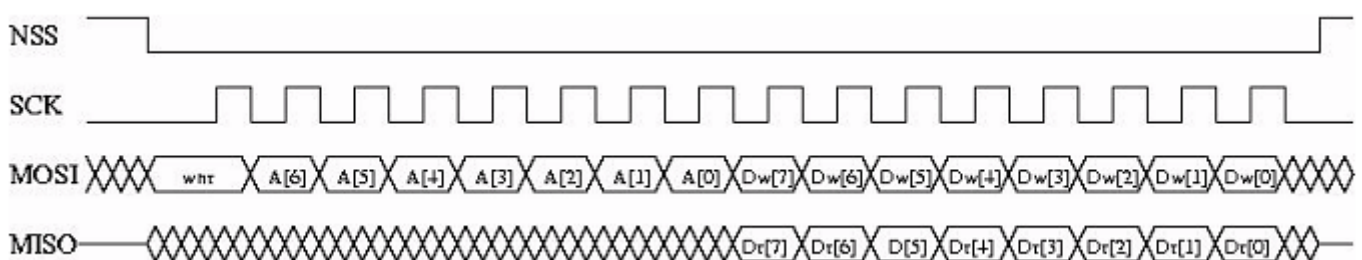 NSS
SCK
MOSI whr A[6] A[5] A[4] A[3] A[2] A[1] A[0] Dw[7] Dw[6] Dw[5] Dw[4] Dw[3] Dw[2] Dw[1] Dw[0]
MISO Dr[7] Dr[6] D[5] Dr[4] Dr[3] Dr[2] Dr[1] Dr[0]